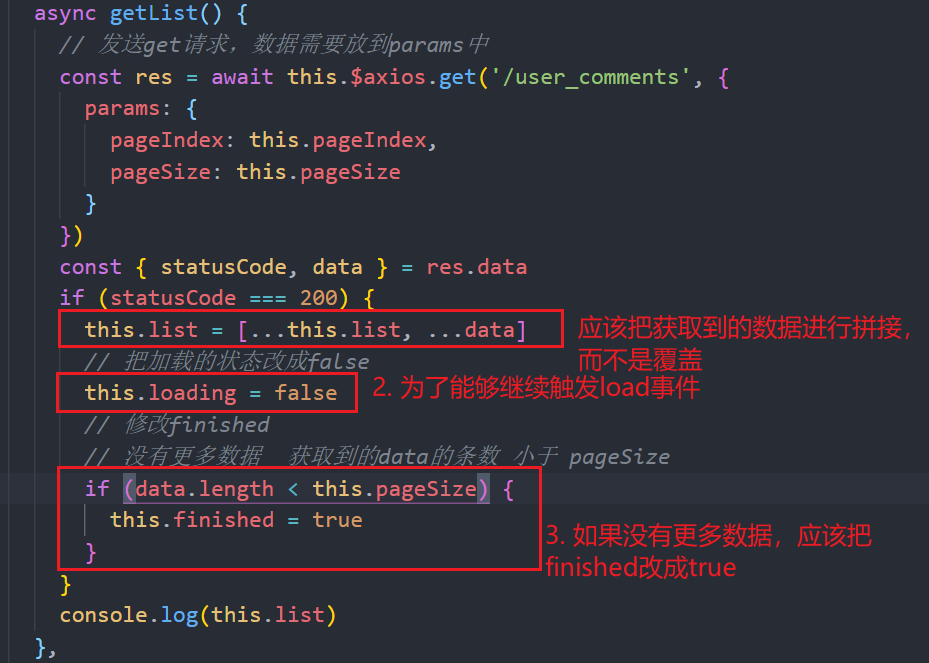 async getList() {
// 发送get请求，数据需要放到params中
const res = await this.$axios.get('/user_comments', {
params: {
pageIndex: this.pageIndex,
pageSize: this.pageSize
}
})
const { statusCode, data } = res.data
if (statusCode === 200) {
this.list = [...this.list, ...data]
应该把获取到的数据进行拼接，
而不是覆盖
// 把加载的状态改成false
this.loading = false
2. 为了能够继续触发load事件
// 修改finished
// 没有更多数据 获取到的data的条数 小于 pageSize
if (data.length < this.pageSize) {
this.finished = true
}
3. 如果没有更多数据，应该把
finished改成true
}
console.log(this.list)
},